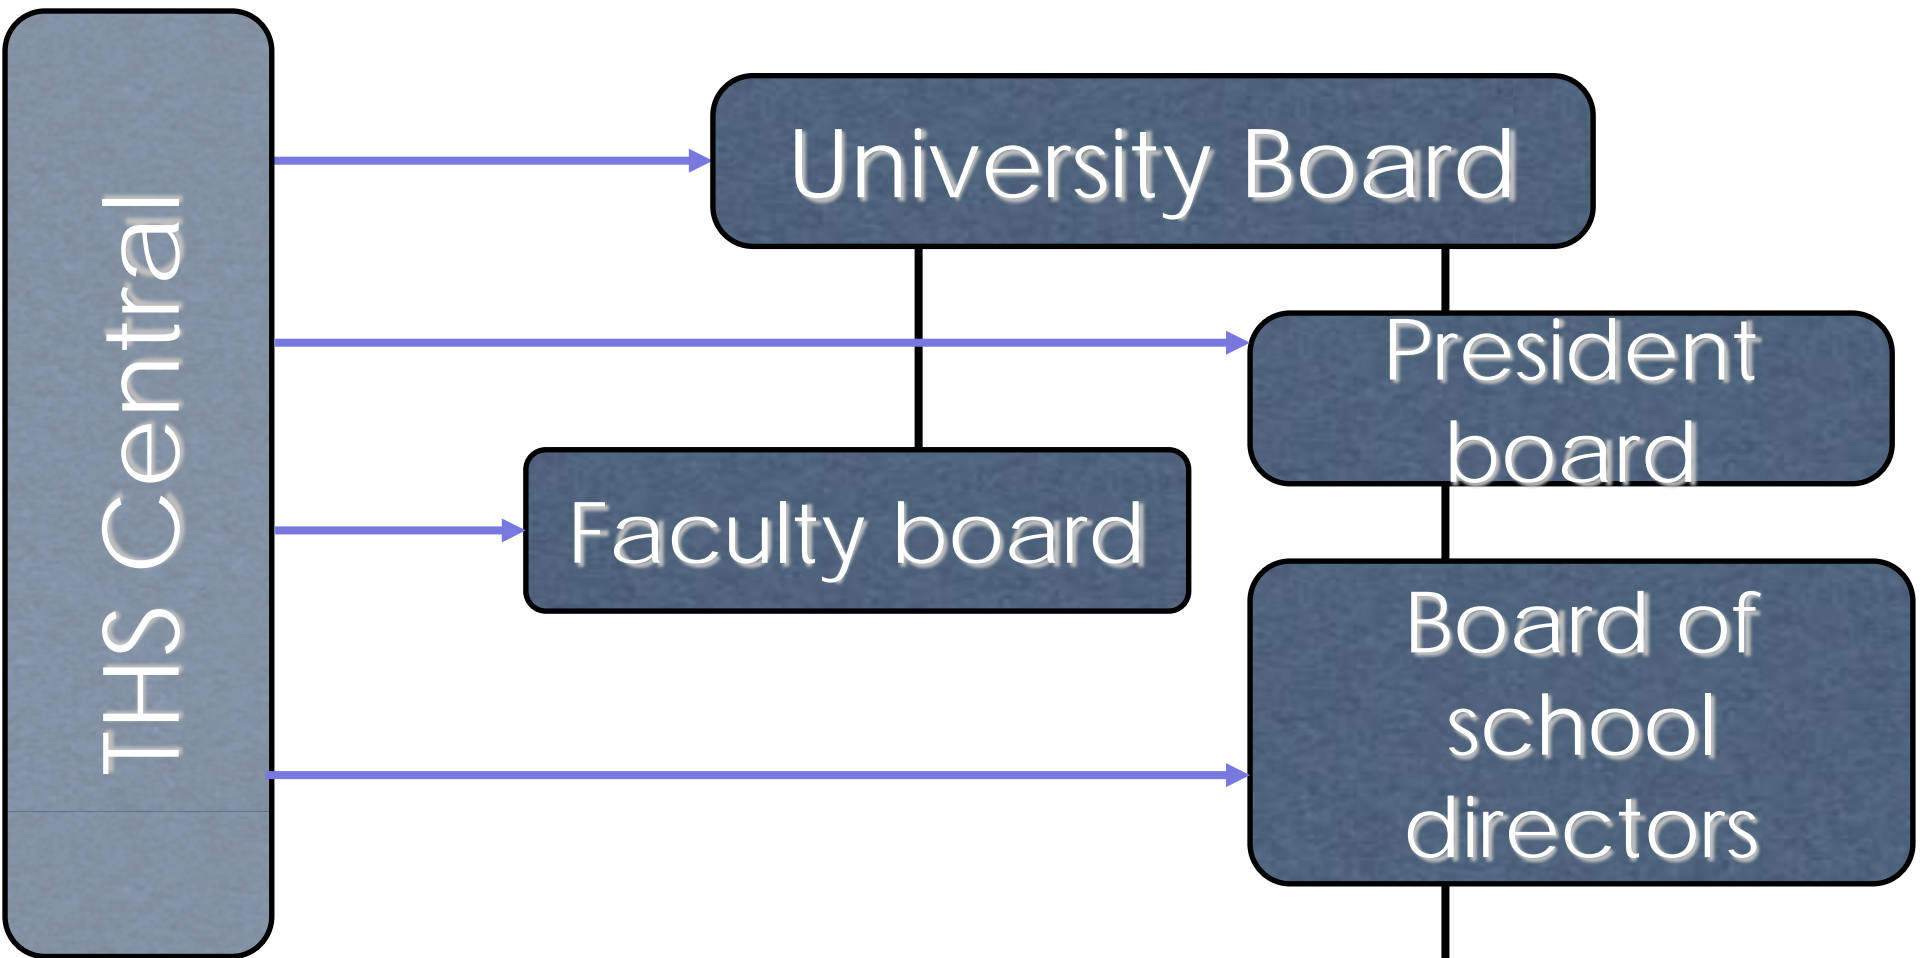 THS Central
University Board
President
board
Faculty board
Board of
school
directors